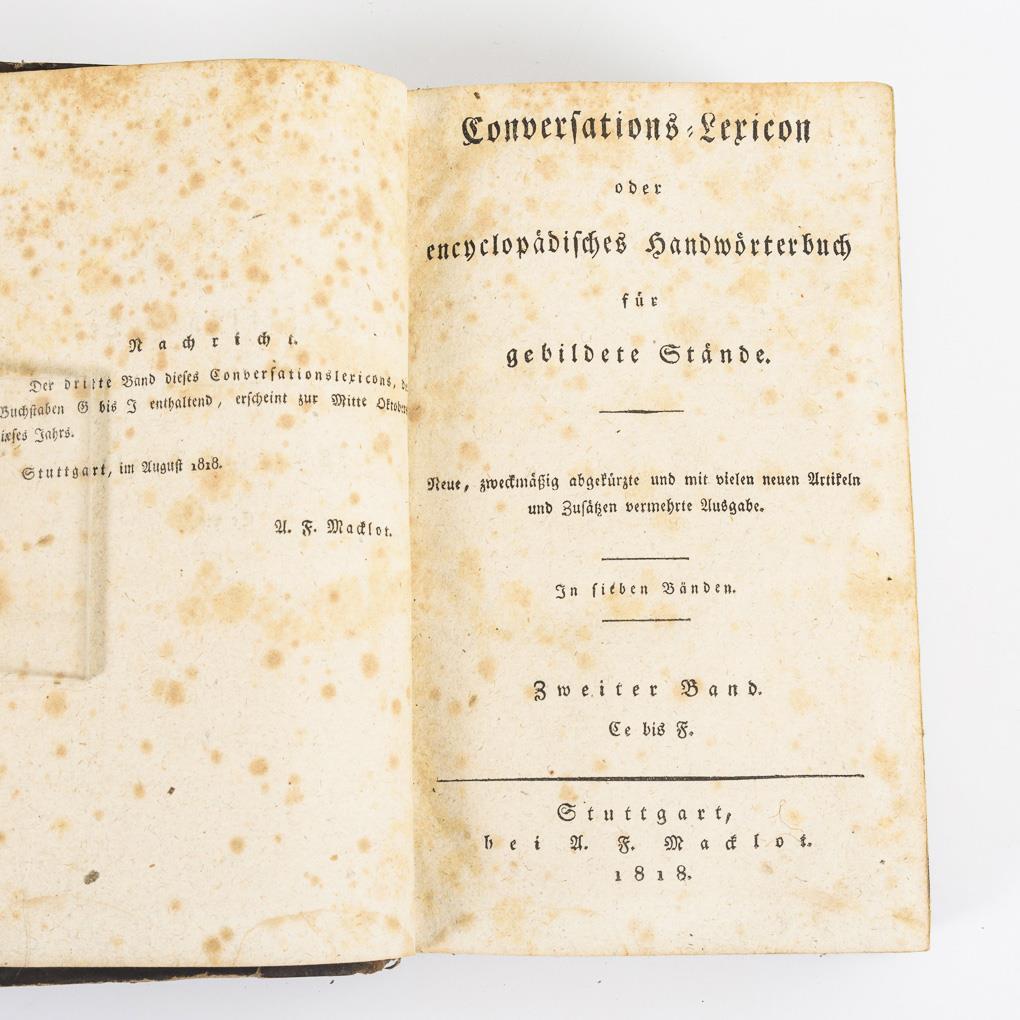 Nachricht.
Der dritte Band dieses Conversationslexicons,
Buchstaben G bis J enthaltend, erscheint zur Mitte
Jahrs.
Stuttgart, im August 1818.
A. F. Macklot.
Conversations-Lexicon
oder
encyclopädisches Handwörterbuch
für
gebildete Stände.
Neue, zweckmäßig abgekürzte und mit vielen neuen Artikeln
und Zusätzen vermehrte Ausgabe.
In sieben Bänden.
Zweiter Band.
Ce bis F.
Stuttgart,
bei A. F. Macklot.
1818.